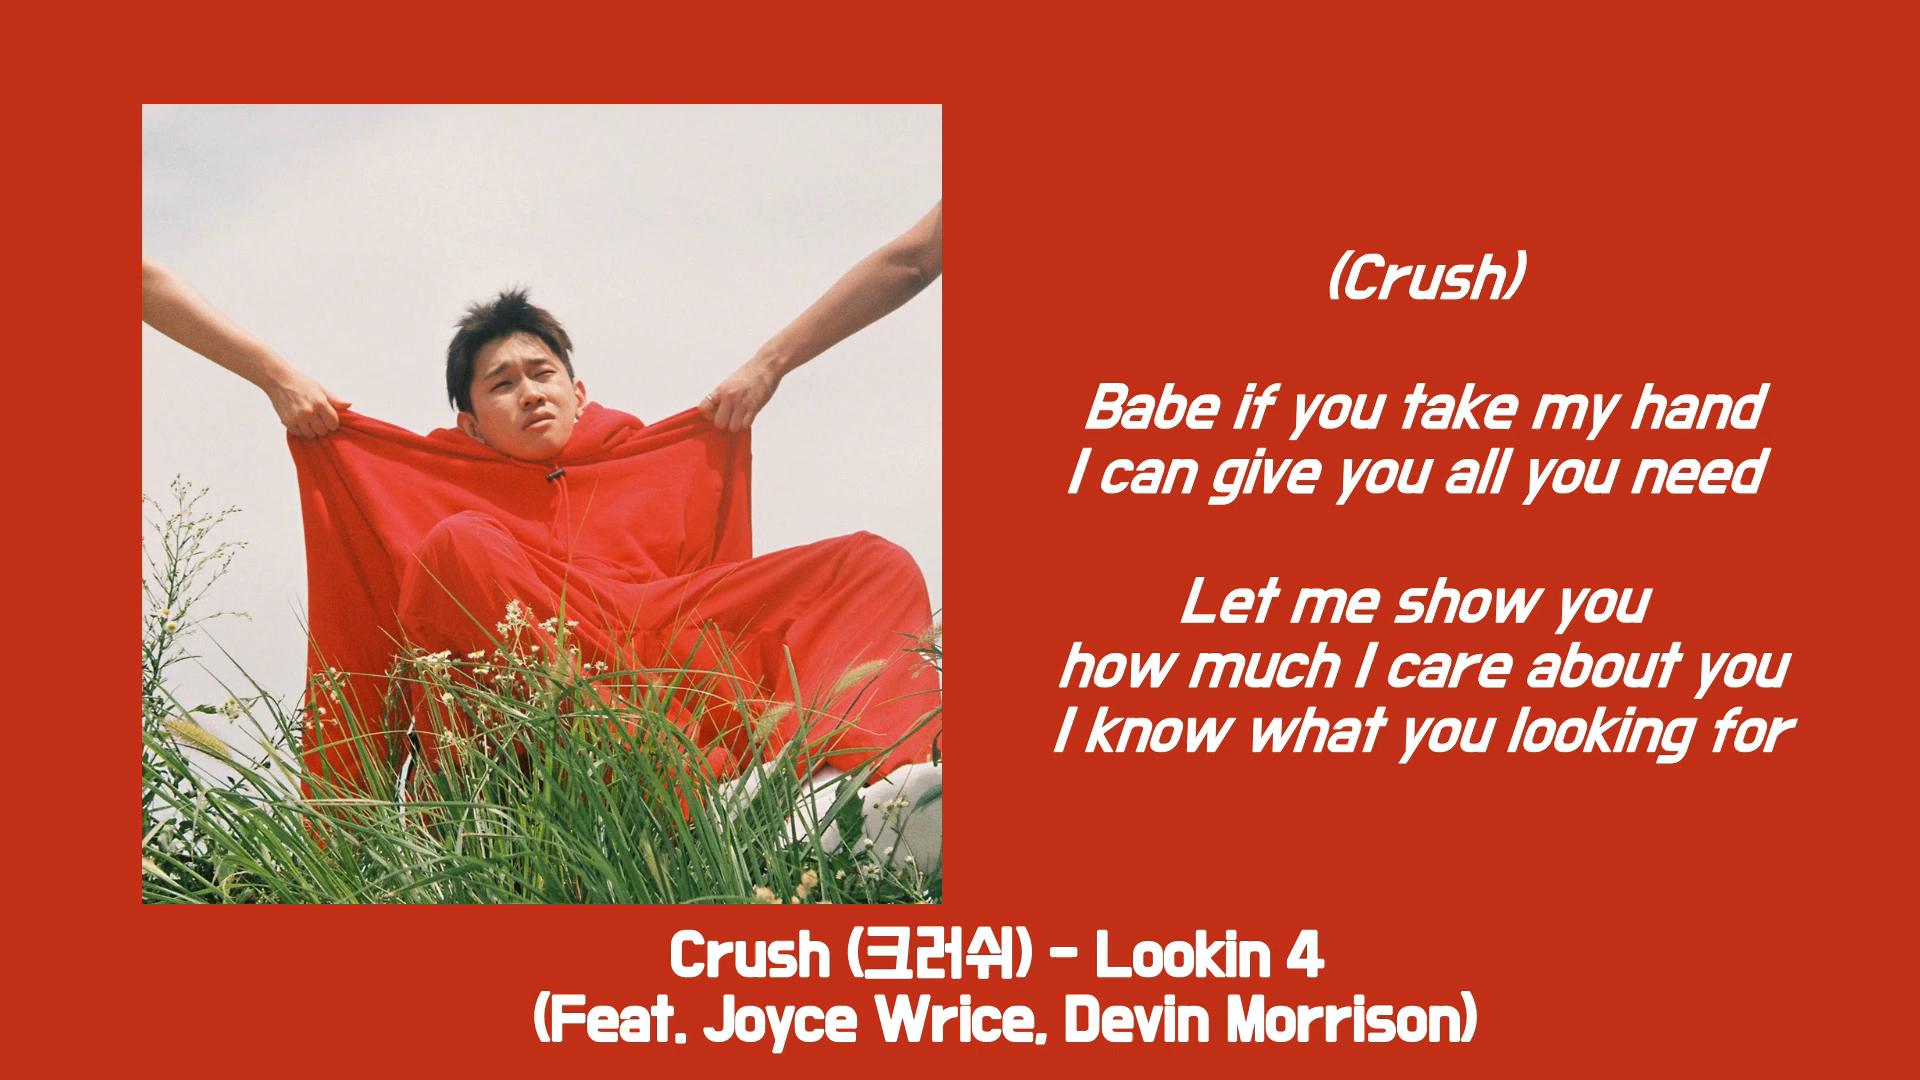 (Crush)
Babe if you take my hand
I can give you all you need
Let me show you
how much I care about you
I know what you looking for
Crush (크러쉬) - Lookin 4
(Feat. Joyce Wrice, Devin Morrison)